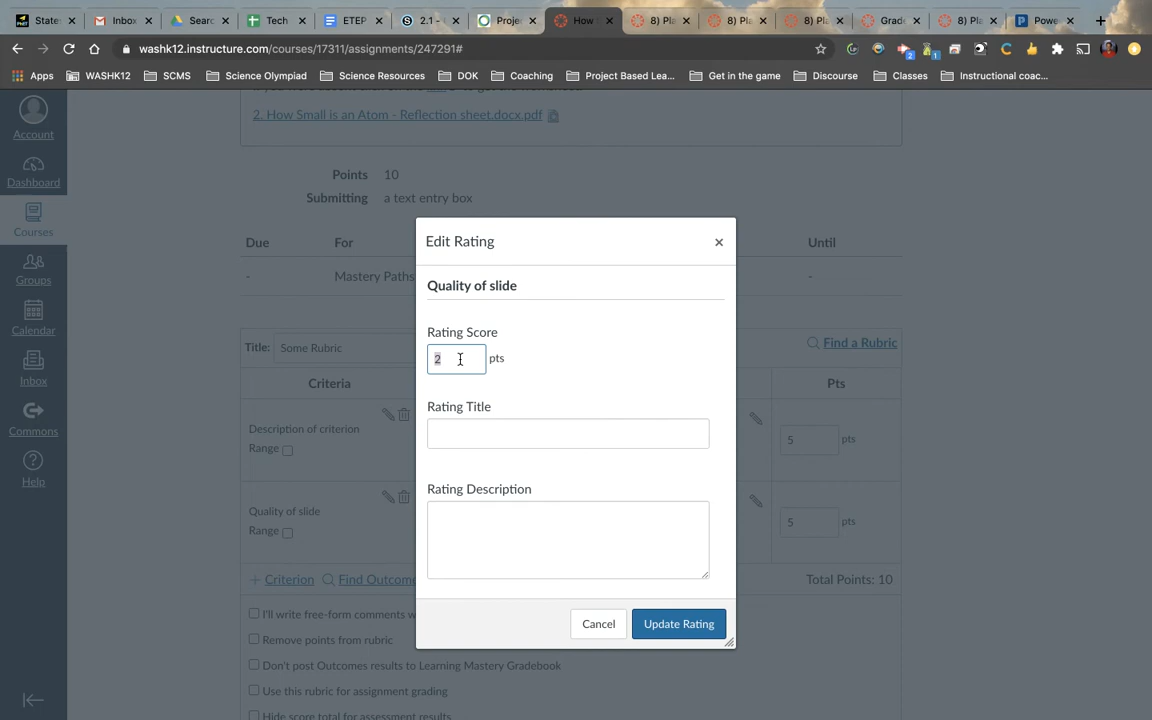 State × Inbox × Searc × Tech × ETEP × 2.1 - × Proje × How × 8) Pla × 8) Pla × 8) Pla × Grade × 8) Pla × Powe × +
washk12.instructure.com/courses/17311/assignments/247291#
Apps WASHK12 SCMS Science Olympiad Science Resources DOK Coaching Project Based Lea... Get in the game Discourse Classes Instructional coac...
2. How Small is an Atom - Reflection sheet.docx.pdf
Account
Dashboard
Courses
Groups
Calendar
Inbox
Commons
Help
Points 10
Submitting a text entry box
Due For Until
- Mastery Paths -
Title: Some Rubric Find a Rubric
Criteria Pts
Description of criterion
Range
5 pts
Quality of slide
Range
5 pts
+ Criterion Find Outcome Total Points: 10
I'll write free-form comments w
Remove points from rubric
Don't post Outcomes results to Learning Mastery Gradebook
Use this rubric for assignment grading
Hide score total for assessment results
Edit Rating ×
Quality of slide
Rating Score
2 pts
Rating Title
Rating Description
Cancel Update Rating